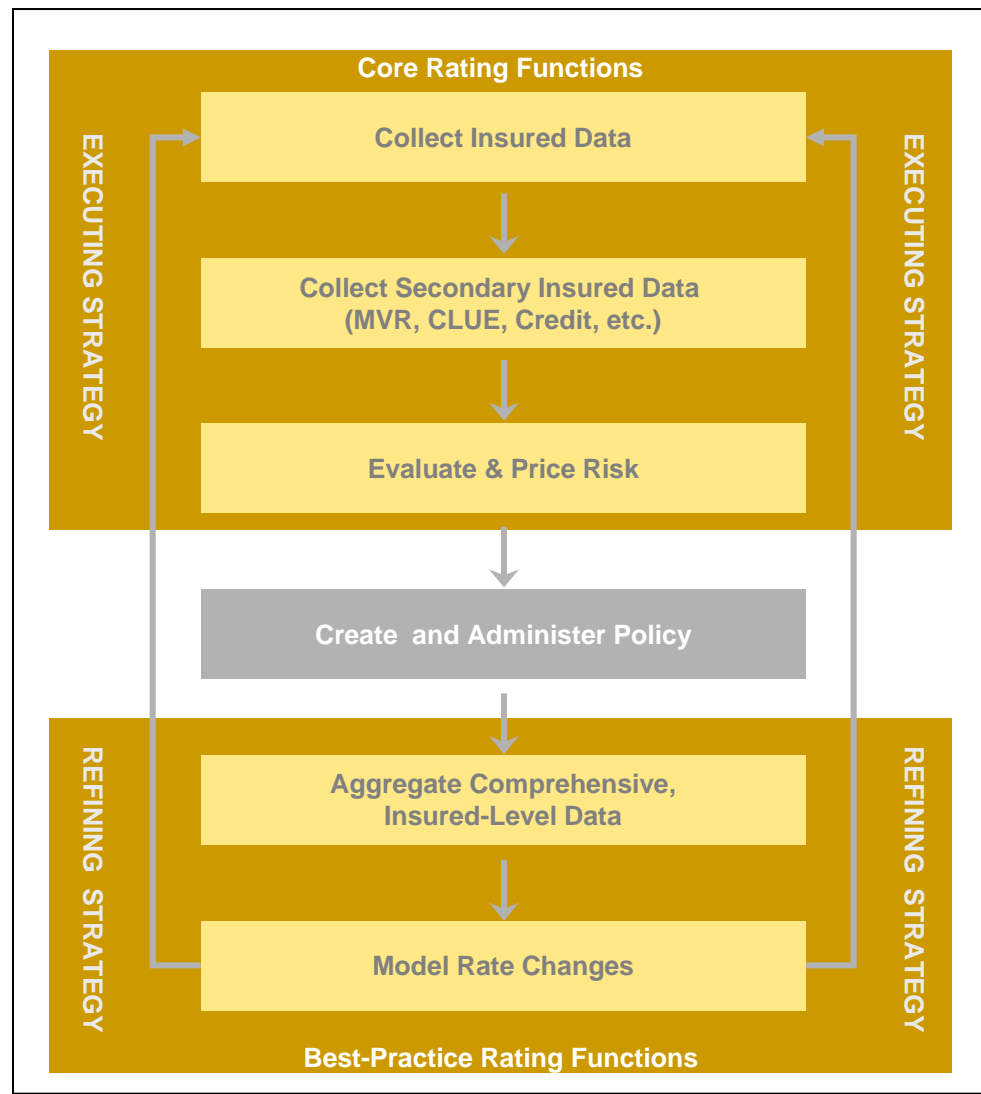 Core Rating Functions
EXECUTING STRATEGY
Collect Insured Data
EXECUTING STRATEGY
Collect Secondary Insured Data
(MVR, CLUE, Credit, etc.)
Evaluate & Price Risk
Create and Administer Policy
REFINING STRATEGY
Aggregate Comprehensive,
Insured-Level Data
REFINING STRATEGY
Model Rate Changes
Best-Practice Rating Functions